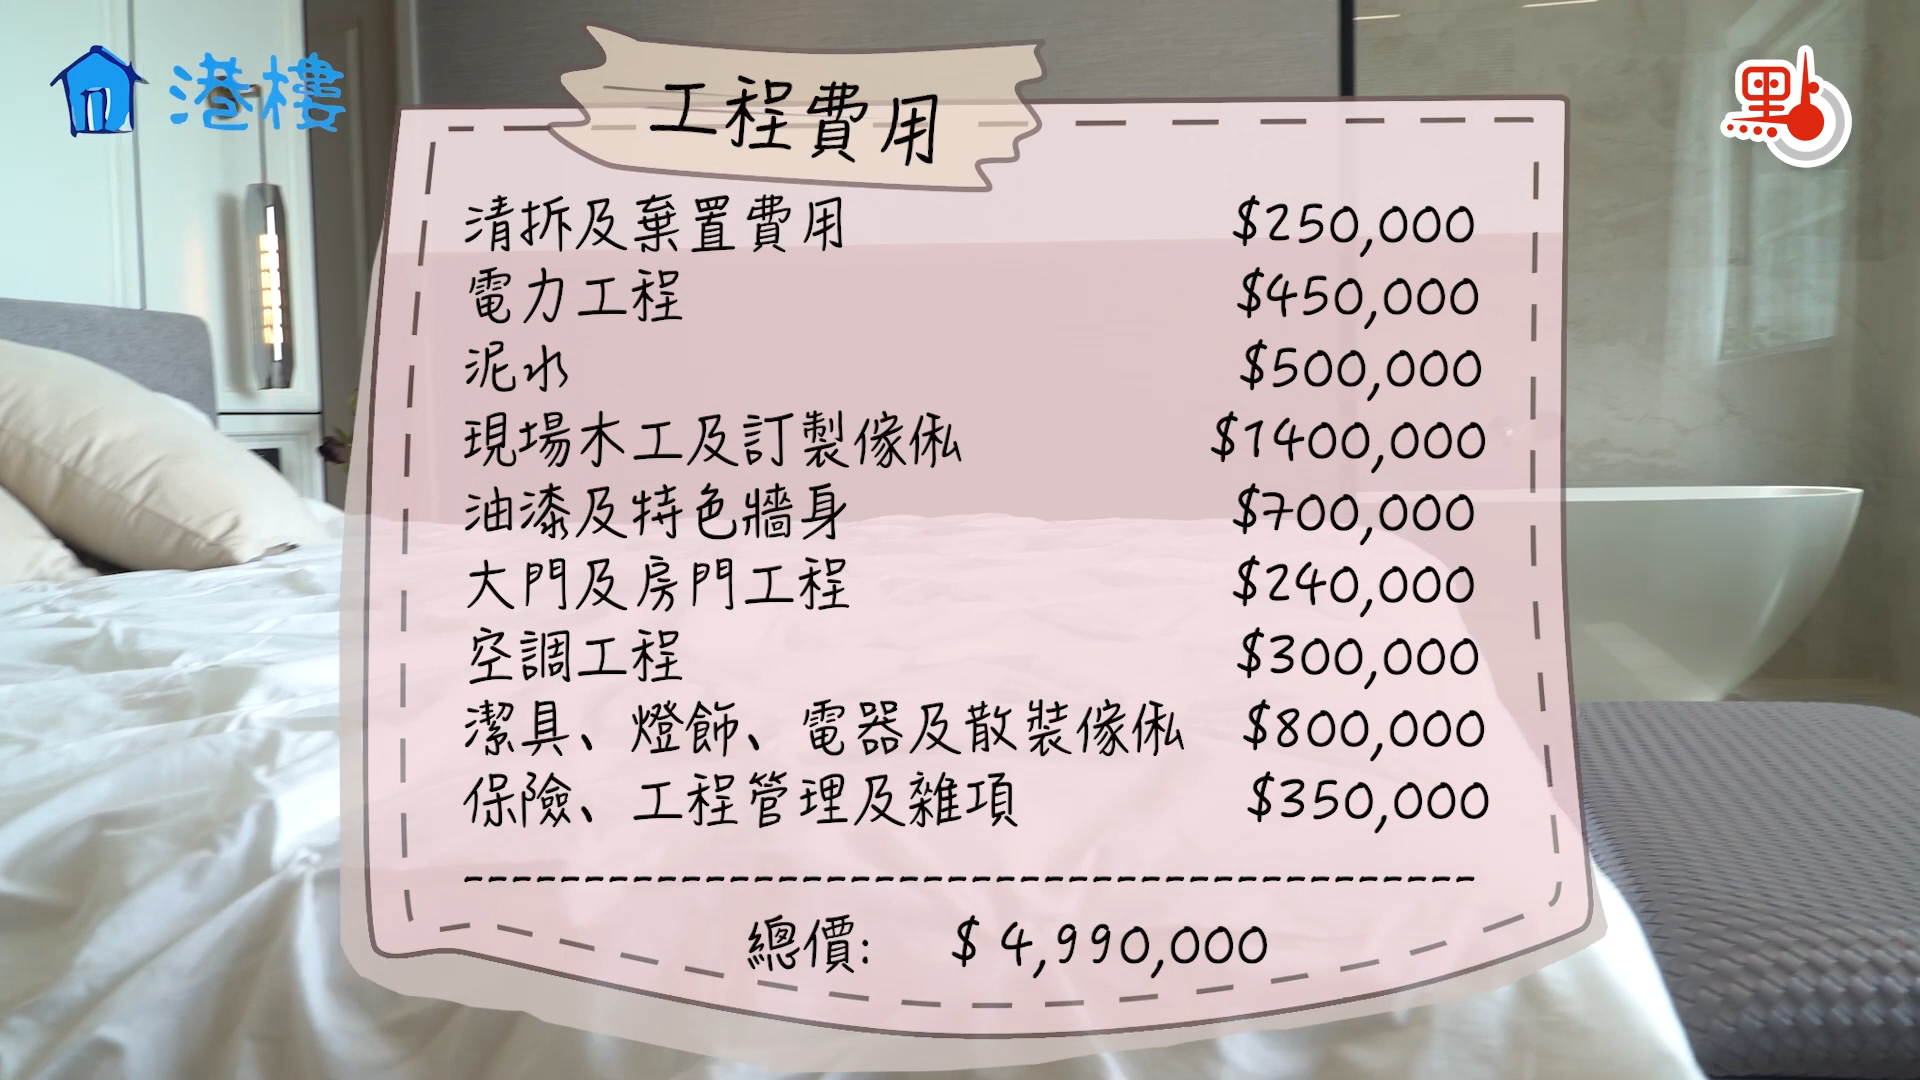 港樓
點
工程費用
清拆及棄置費用 $250,000
電力工程 $450,000
泥水 $500,000
現場木工及訂製傢俬 $1400,000
油漆及特色牆身 $700,000
大門及房門工程 $240,000
空調工程 $300,000
潔具、燈飾、電器及散裝傢俬 $800,000
保險、工程管理及雜項 $350,000
總價: $ 4,990,000